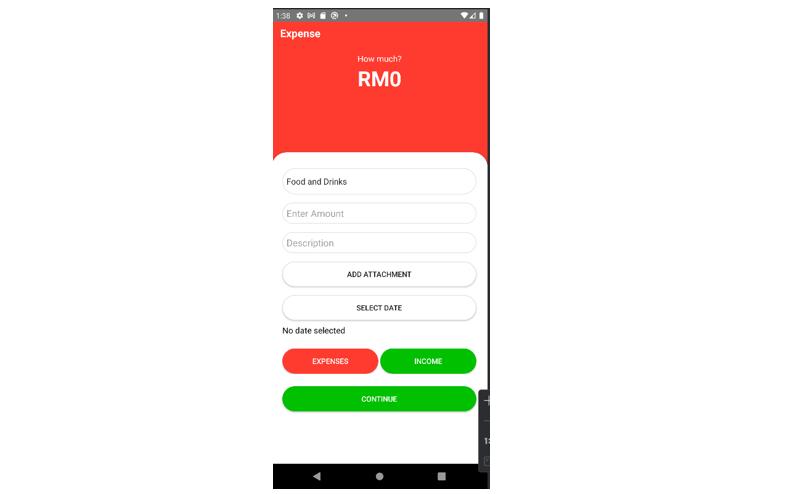 1:38
Expense
How much?
RM0
Food and Drinks
Enter Amount
Description
ADD ATTACHMENT
SELECT DATE
No date selected
EXPENSES INCOME
CONTINUE